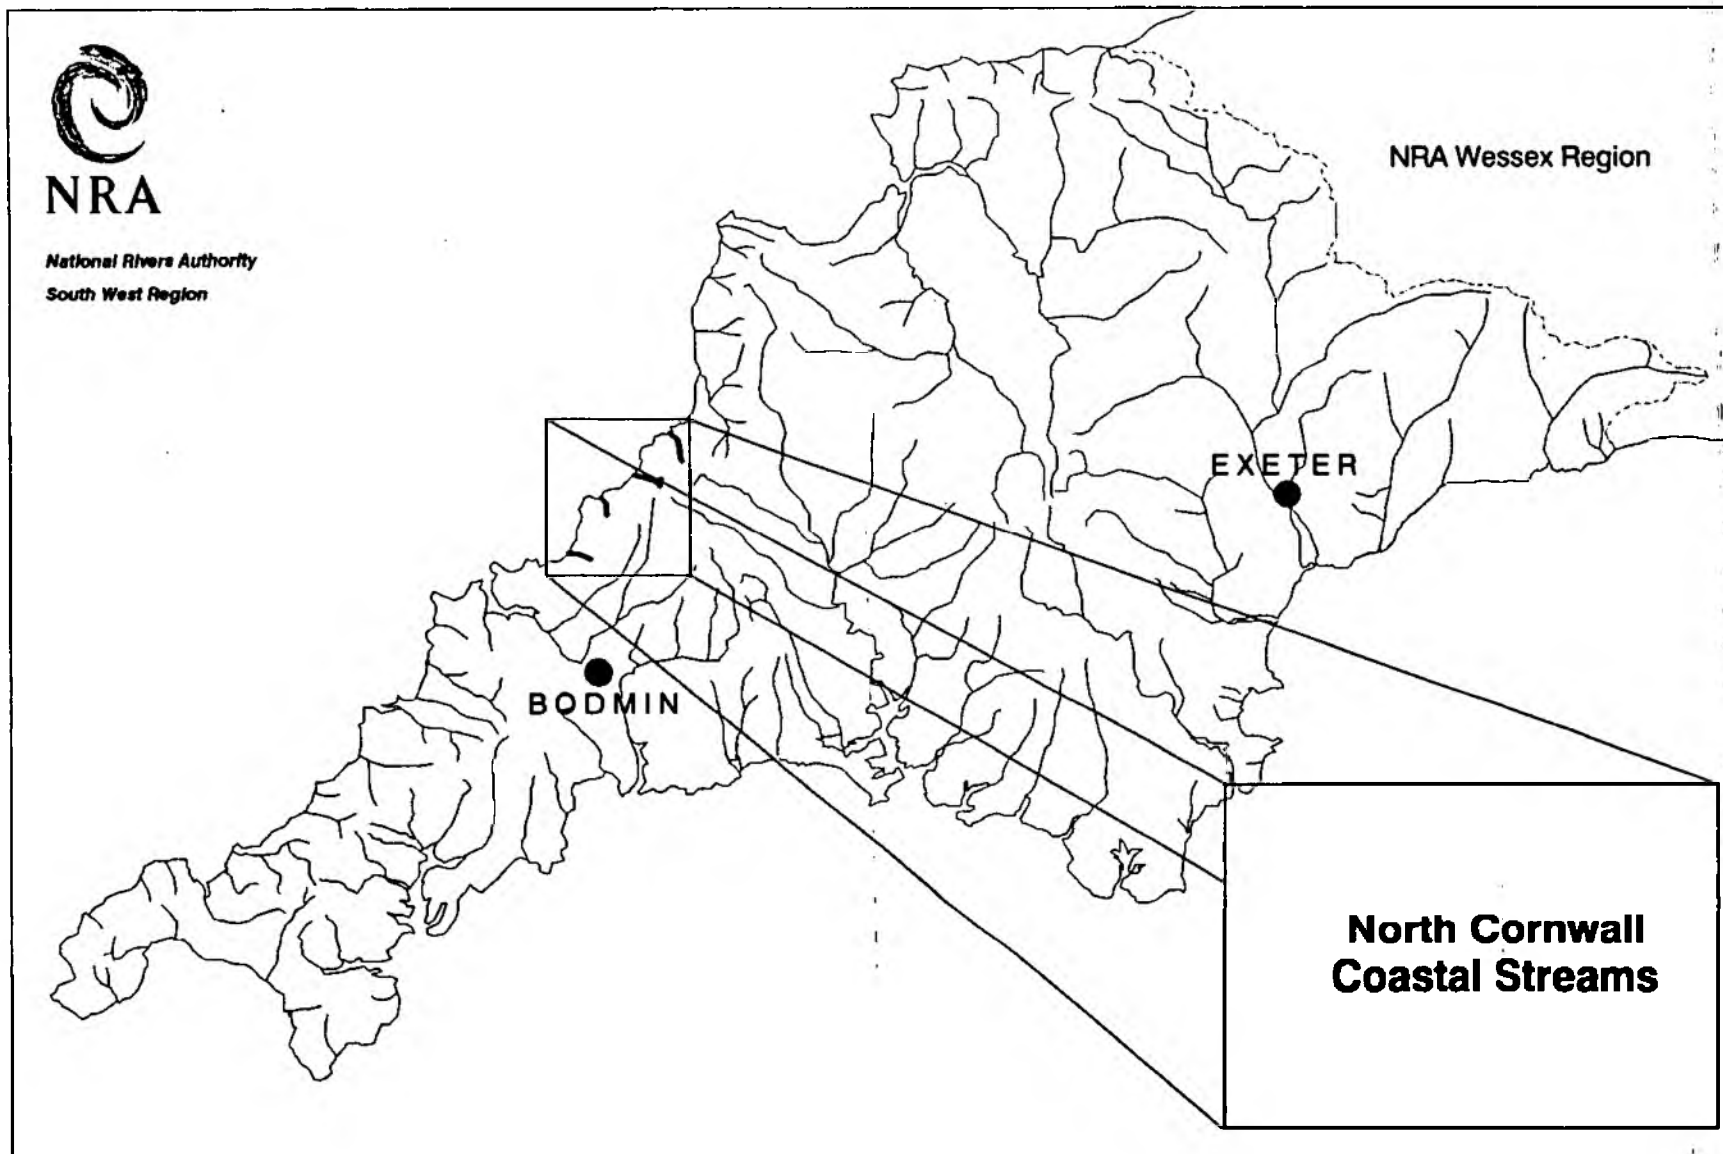 NRA
National Rivers Authority
South West Region
NRA Wessex Region
EXETER
BODMIN
North Cornwall
Coastal Streams